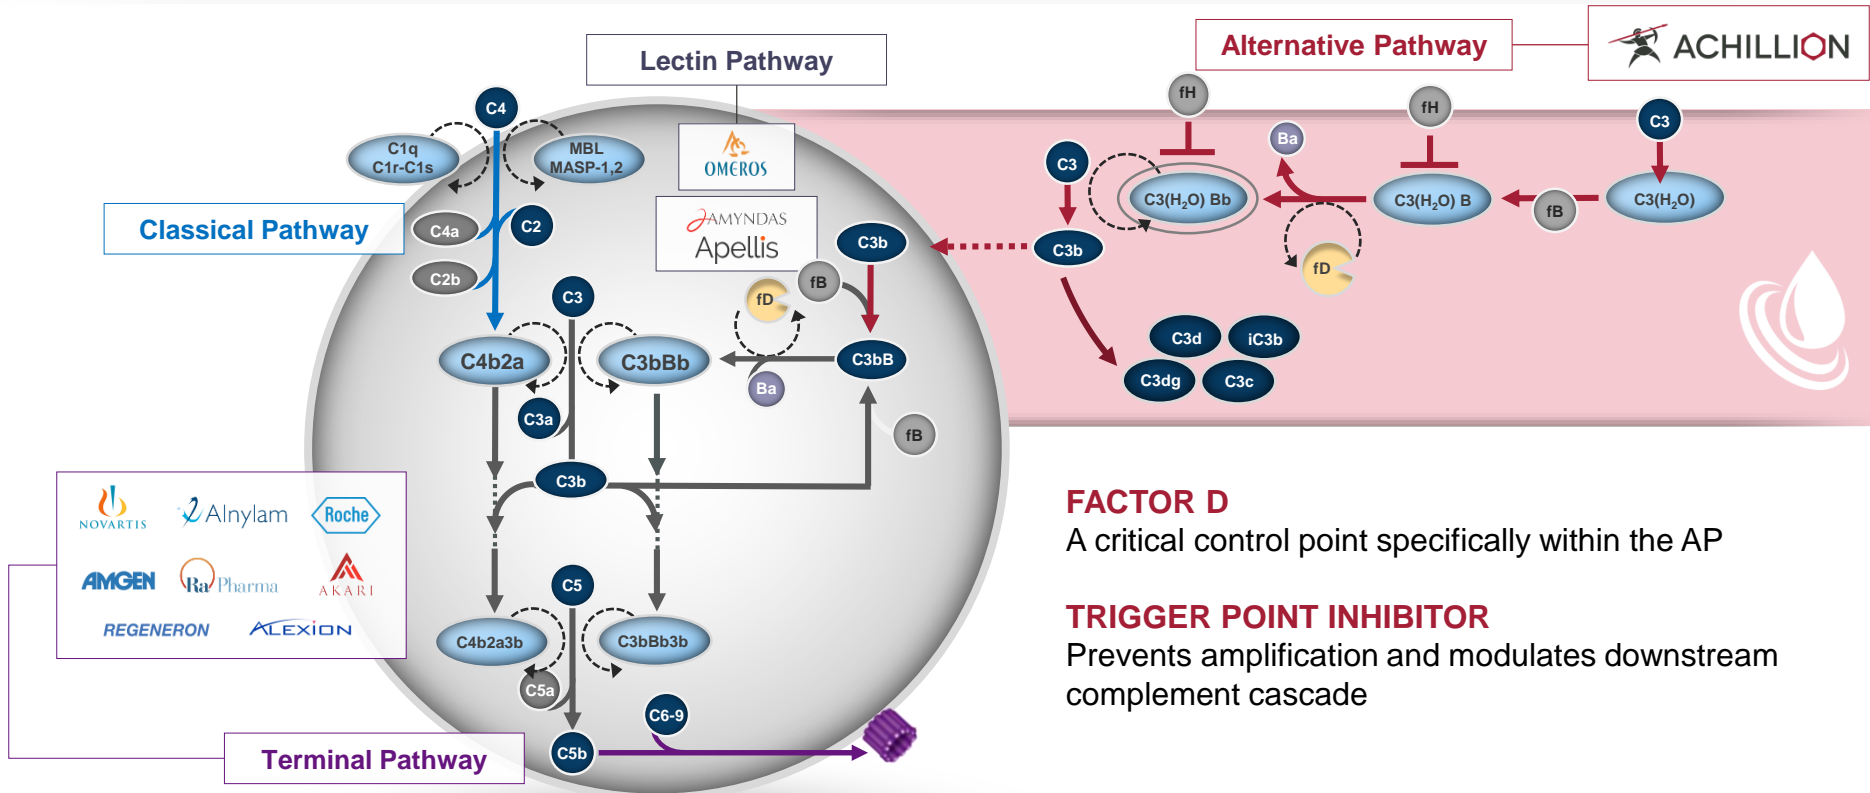 Lectin Pathway
Alternative Pathway
ACHILLION
C4
C1q
C1r-C1s
MBL
MASP-1,2
OMEROS
AMYNDAS
Apellis
Classical Pathway
C4a
C2
C2b
C3
C3b
fB
fD
C4b2a
C3bBb
C3bB
Ba
C3a
fB
C3b
C5
C4b2a3b
C3bBb3b
C5a
C6-9
C5b
fH
fH
C3
Ba
C3
C3(H₂O) Bb
C3(H₂O) B
fB
C3(H₂O)
C3b
fD
C3d
iC3b
C3dg
C3c
NOVARTIS
Alnylam
Roche
AMGEN
Ra Pharma
AKARI
REGENERON
ALEXION
Terminal Pathway
FACTOR D
A critical control point specifically within the AP
TRIGGER POINT INHIBITOR
Prevents amplification and modulates downstream
complement cascade